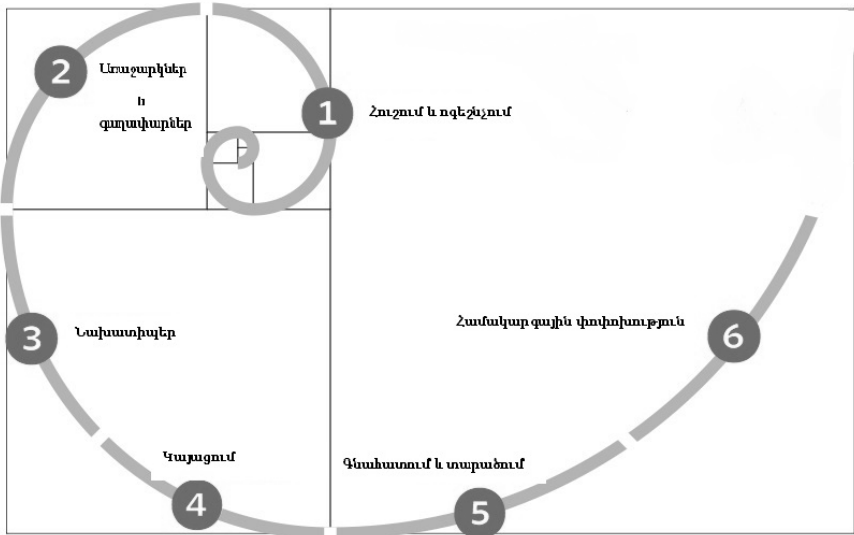 1
Հուշում և ոգեշնչում
2
Առաջարկներ
և
գաղափարներ
3
Նախատիպեր
4
Կայացում
5
Գնահատում և տարածում
6
Համակարգային փոփոխություն